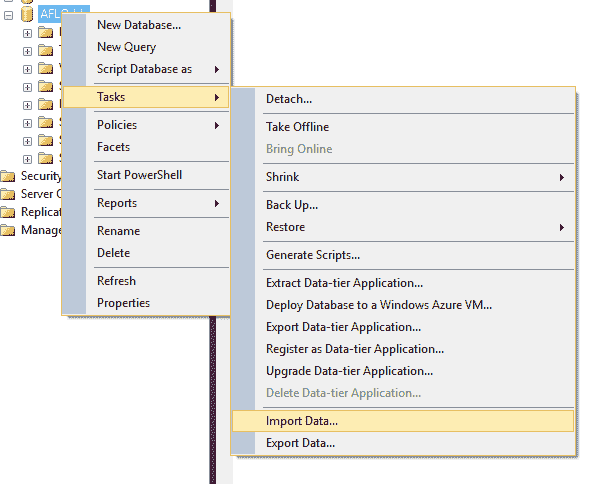 New Database...
New Query
Script Database as
Tasks
Policies
Facets
Start PowerShell
Reports
Rename
Delete
Refresh
Properties
Detach...
Take Offline
Bring Online
Shrink
Back Up...
Restore
Generate Scripts...
Extract Data-tier Application...
Deploy Database to a Windows Azure VM...
Export Data-tier Application...
Register as Data-tier Application...
Upgrade Data-tier Application...
Delete Data-tier Application...
Import Data...
Export Data...
Security
Server
Replicat
Manage